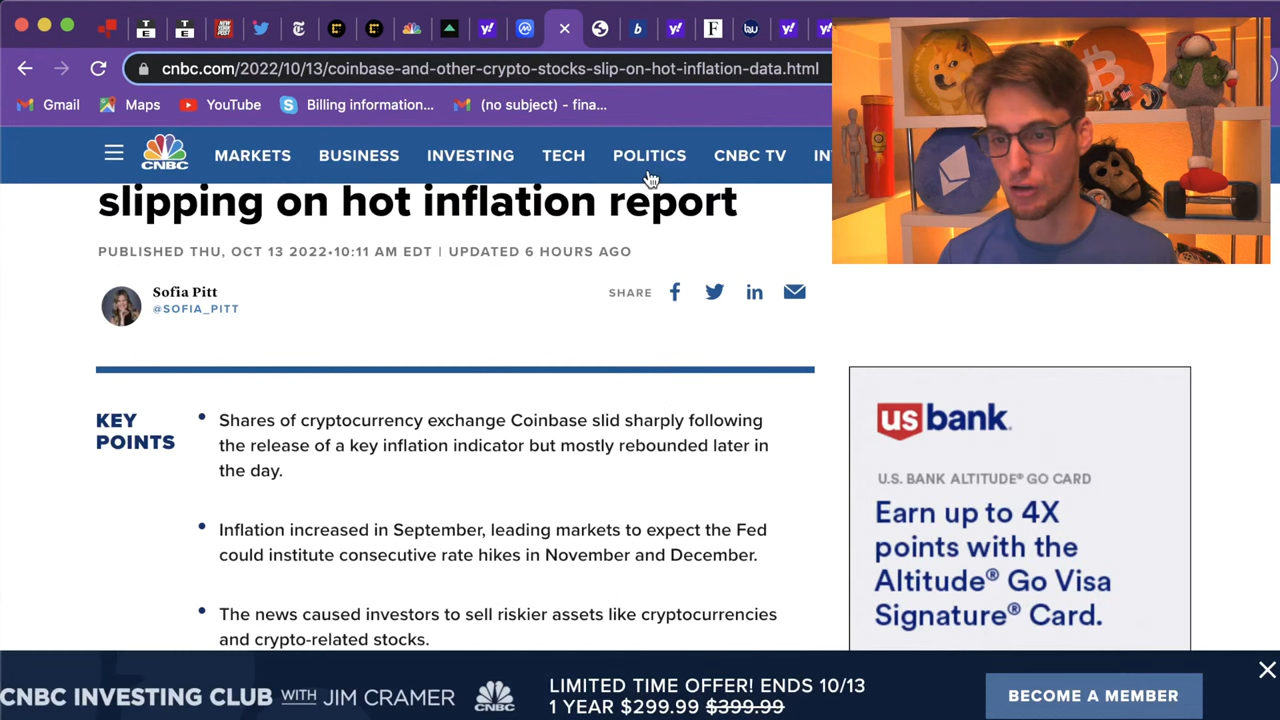 cnbc.com/2022/10/13/coinbase-and-other-crypto-stocks-slip-on-hot-inflation-data.html
Gmail
Maps
YouTube
Billing information...
(no subject) - fina...
CNBC
MARKETS
BUSINESS
INVESTING
TECH
POLITICS
CNBC TV
IN
slipping on hot inflation report
PUBLISHED THU, OCT 13 2022•10:11 AM EDT | UPDATED 6 HOURS AGO
Sofia Pitt
@SOFIA_PITT
SHARE
KEY
POINTS
Shares of cryptocurrency exchange Coinbase slid sharply following
the release of a key inflation indicator but mostly rebounded later in
the day.
Inflation increased in September, leading markets to expect the Fed
could institute consecutive rate hikes in November and December.
The news caused investors to sell riskier assets like cryptocurrencies
and crypto-related stocks.
us bank.
U.S. BANK ALTITUDE® GO CARD
Earn up to 4X
points with the
Altitude® Go Visa
Signature® Card.
CNBC INVESTING CLUB WITH JIM CRAMER
LIMITED TIME OFFER! ENDS 10/13
1 YEAR $299.99 $399.99
BECOME A MEMBER